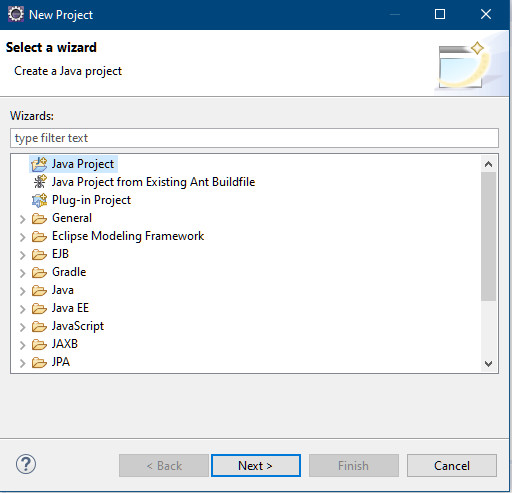 New Project
Select a wizard
Create a Java project
Wizards:
type filter text
Java Project
Java Project from Existing Ant Buildfile
Plug-in Project
General
Eclipse Modeling Framework
EJB
Gradle
Java
Java EE
JavaScript
JAXB
JPA
? < Back Next > Finish Cancel